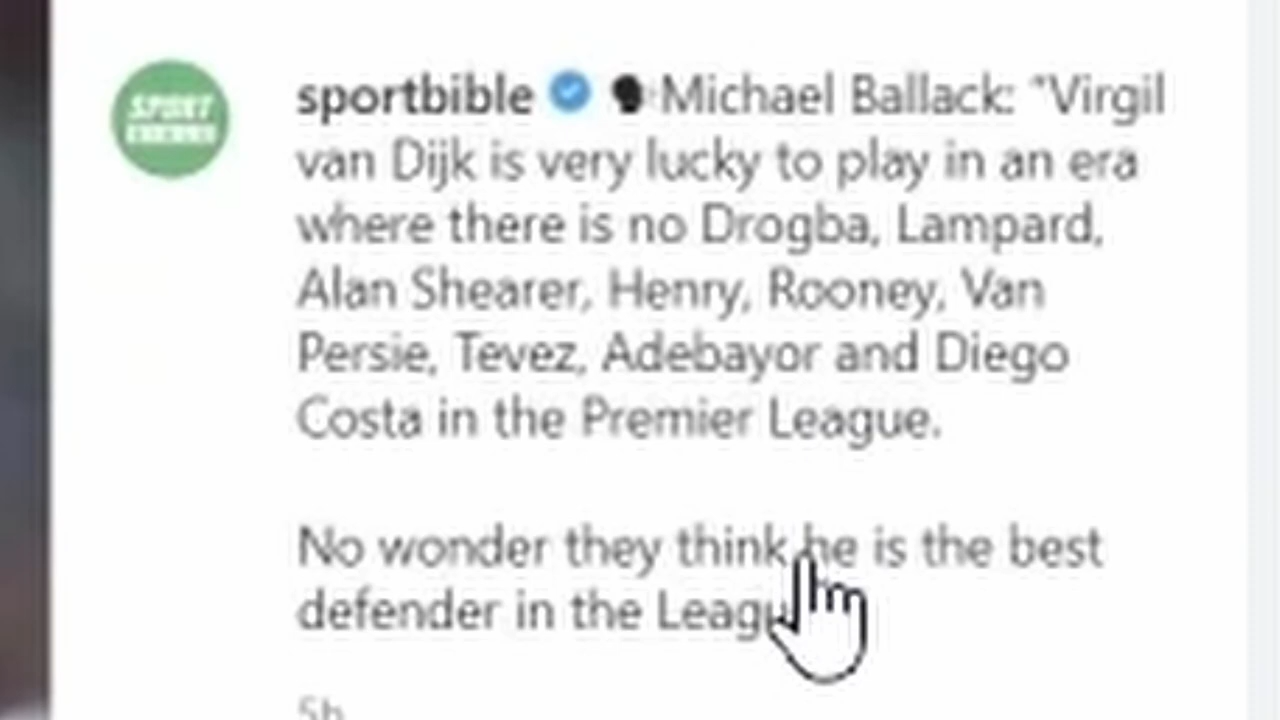 SPORT
sportbible Michael Ballack: "Virgil
van Dijk is very lucky to play in an era
where there is no Drogba, Lampard,
Alan Shearer, Henry, Rooney, Van
Persie, Tevez, Adebayor and Diego
Costa in the Premier League.
No wonder they think he is the best
defender in the Leagu
5h